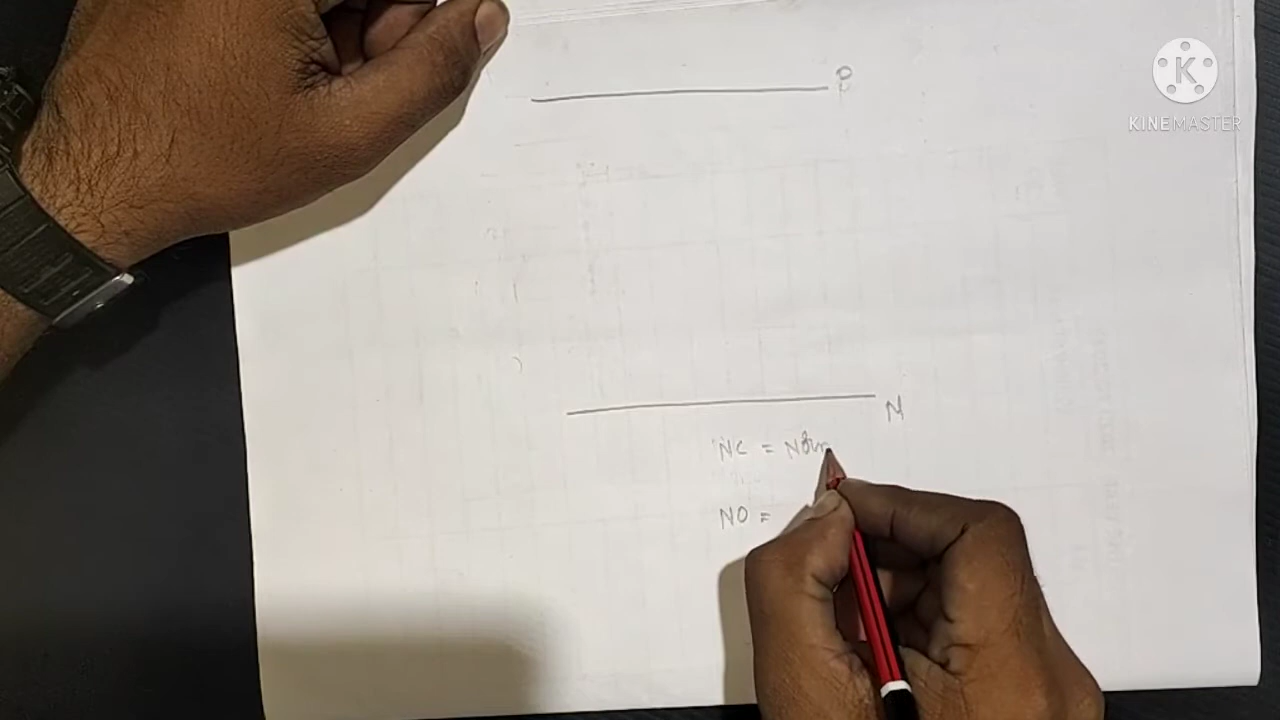 P
N
NC = Norm
NO =
K
KINEMASTER